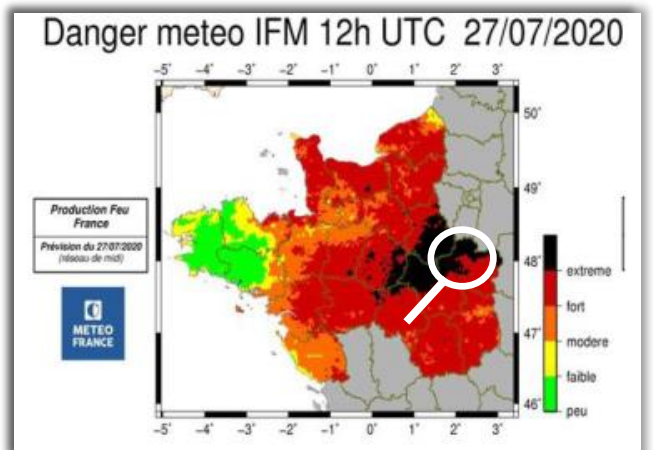 Danger meteo IFM 12h UTC 27/07/2020
-5° -4° -3° -2° -1° 0° 1° 2° 3°
Production Feu
France
Prévision du 27/07/2020
(réseau de midi)
METEO
FRANCE
50°
49°
48°
47°
46°
extreme
fort
modere
faible
peu
-5° -4° -3° -2° -1° 0° 1° 2° 3°